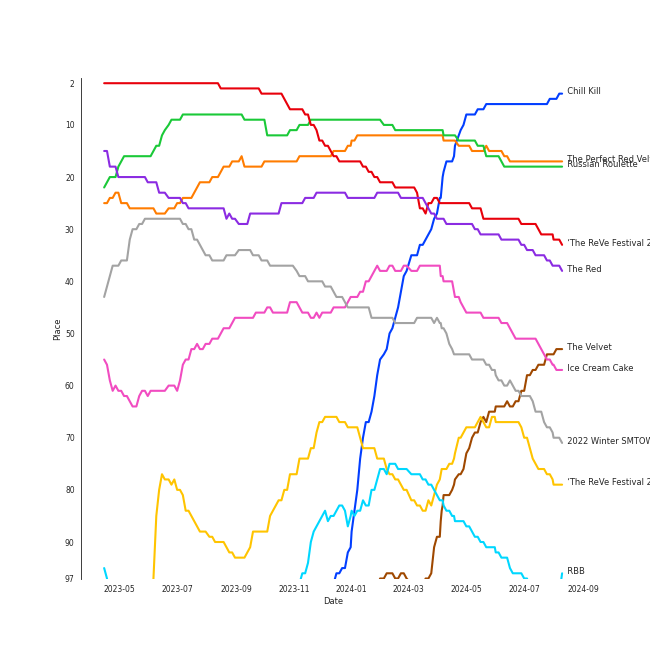 2
10
20
30
40
50
60
70
80
90
97
Place
2023-05
2023-07
2023-09
2023-11
2024-01
2024-03
2024-05
2024-07
2024-09
Date
Chill Kill
The Perfect Red Vel
Russian Roulette
'The ReVe Festival 2
The Red
The Velvet
Ice Cream Cake
2022 Winter SMTOW
'The ReVe Festival 2
RBB